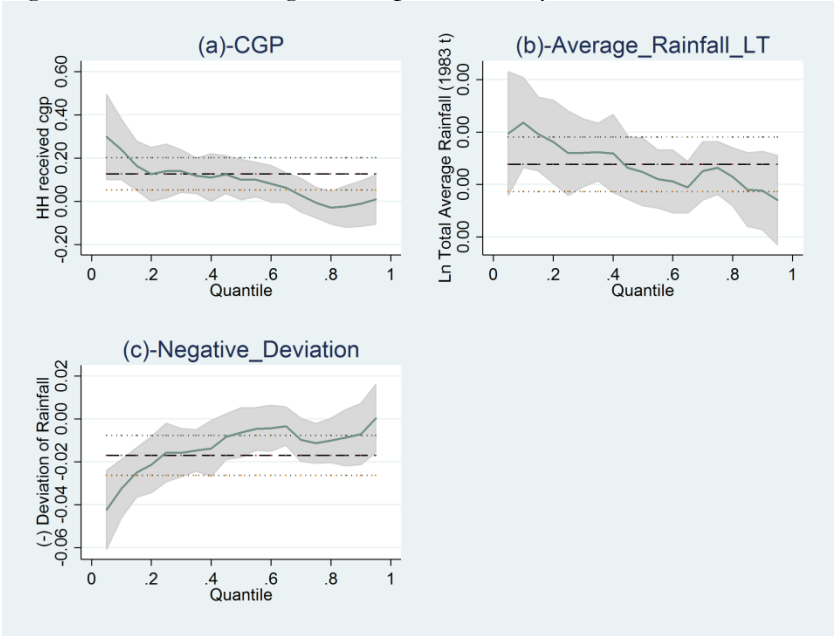 (a)-CGP
HH received cgp
0.60
0.40
0.20
0.00
-0.20
0 .2 .4 .6 .8 1
Quantile
(b)-Average_Rainfall_LT
Ln Total Average Rainfall (1983 t)
0.00
0.00
0.00
0.00
0 .2 .4 .6 .8 1
Quantile
(c)-Negative_Deviation
(-) Deviation of Rainfall
0.02
0.00
-0.02
-0.04
-0.06
0 .2 .4 .6 .8 1
Quantile